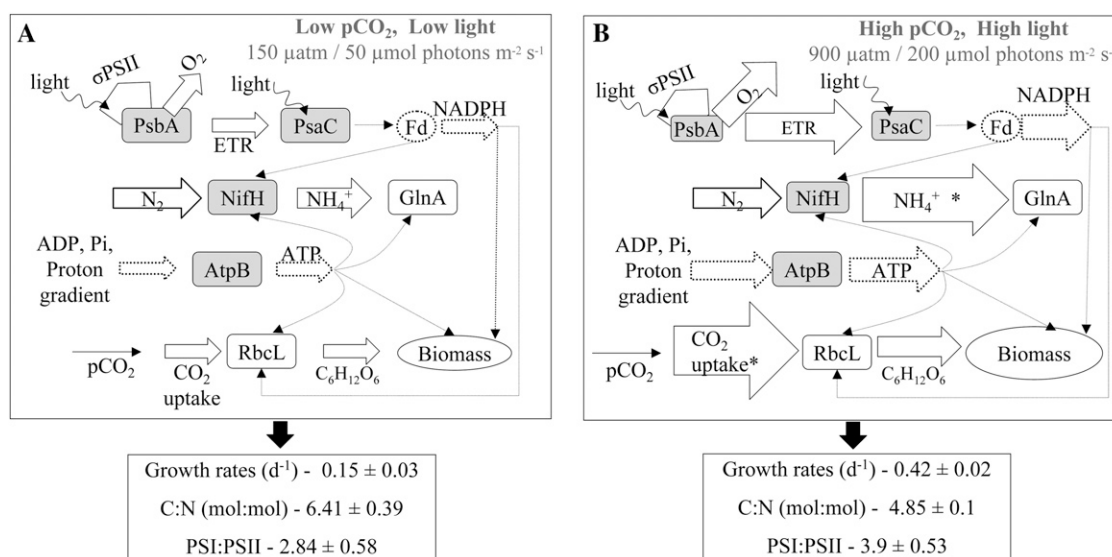 A
Low pCO₂, Low light
150 µatm / 50 µmol photons m⁻² s⁻¹
light
σPSII
O₂
light
NADPH
PsbA
ETR
PsaC
Fd
N₂
NifH
NH₄⁺
GlnA
ADP, Pi,
Proton
gradient
AtpB
ATP
pCO₂
CO₂
uptake
RbcL
C₆H₁₂O₆
Biomass
Growth rates (d⁻¹) - 0.15 ± 0.03
C:N (mol:mol) - 6.41 ± 0.39
PSI:PSII - 2.84 ± 0.58
B
High pCO₂, High light
900 µatm / 200 µmol photons m⁻² s
light
σPSII
O₂
light
NADPH
PsbA
ETR
PsaC
Fd
N₂
NifH
NH₄⁺ *
GlnA
ADP, Pi,
Proton
gradient
AtpB
ATP
pCO₂
CO₂
uptake*
RbcL
C₆H₁₂O₆
Biomass
Growth rates (d⁻¹) - 0.42 ± 0.02
C:N (mol:mol) - 4.85 ± 0.1
PSI:PSII - 3.9 ± 0.53